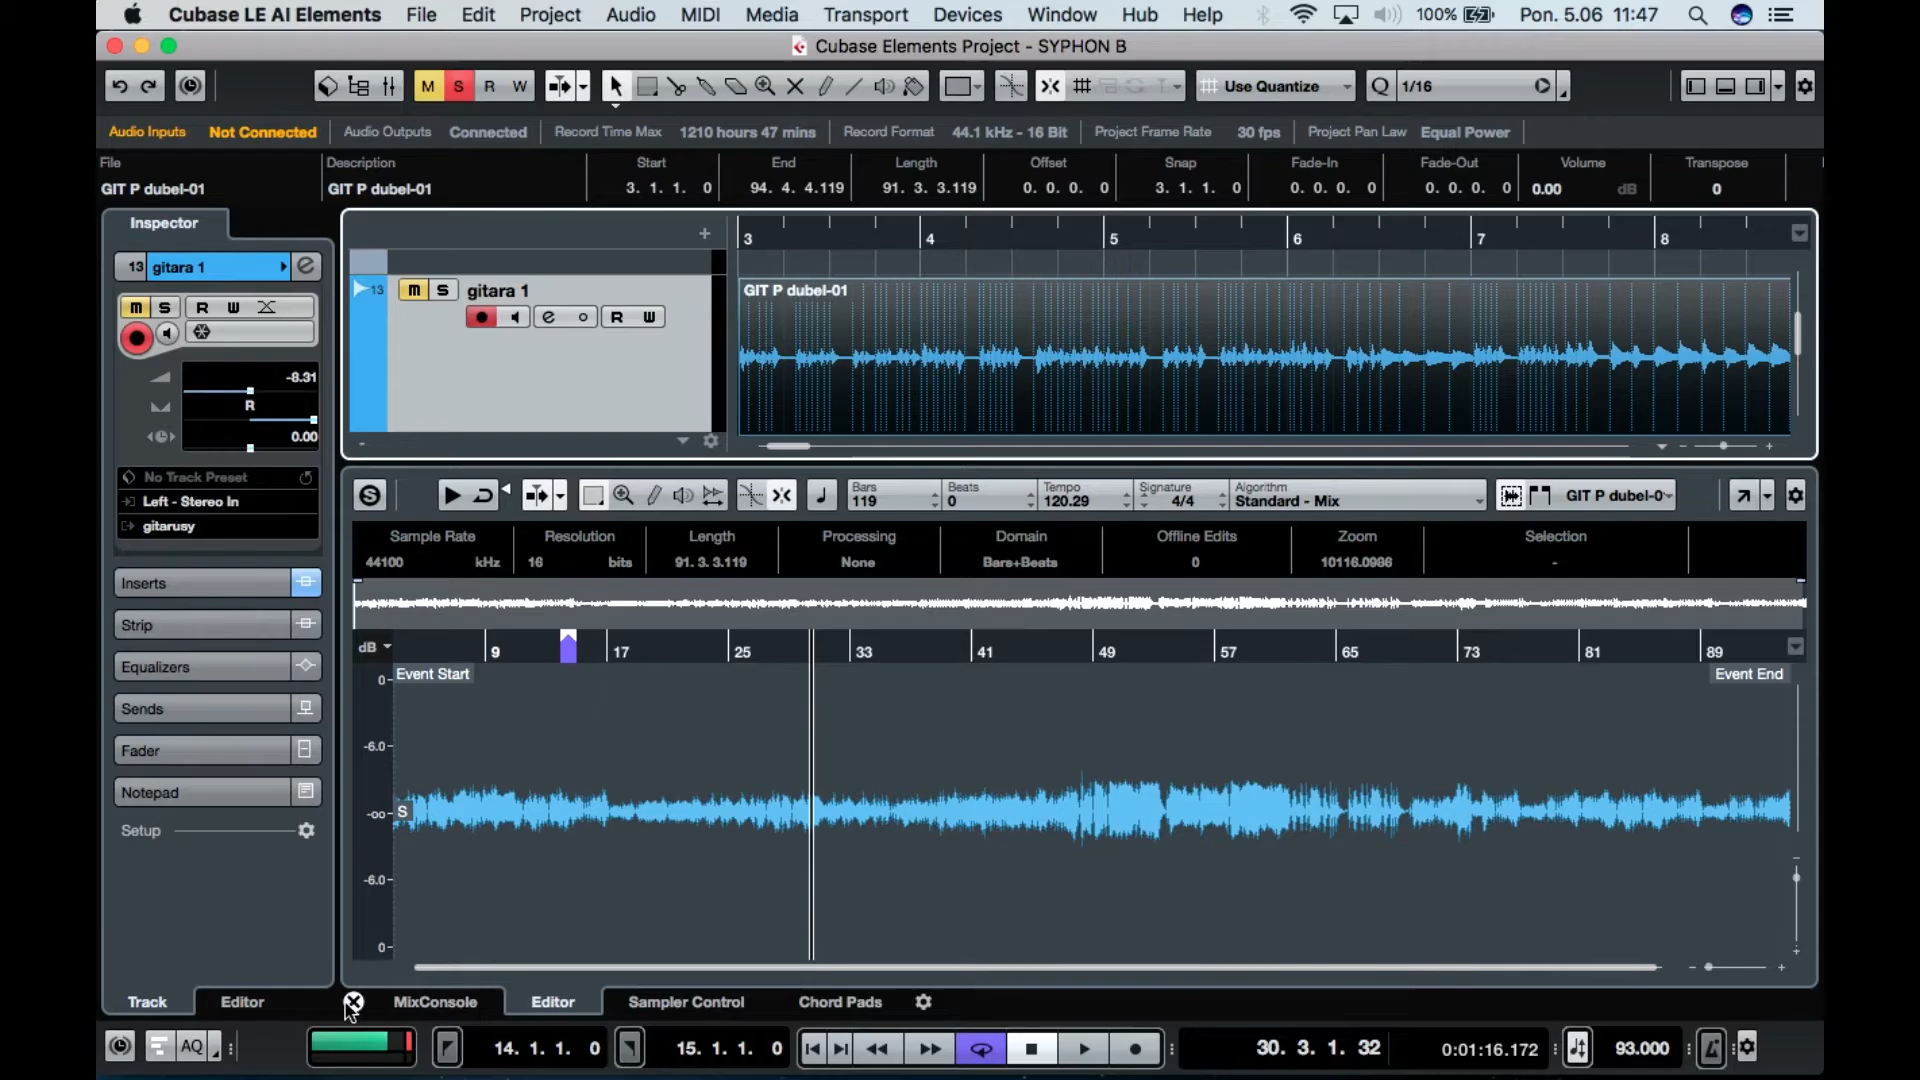 Cubase LE AI Elements File Edit Project Audio MIDI Media Transport Devices Window Hub Help 100% Pon. 5.06 11:47
Cubase Elements Project - SYPHON B
M S R W Use Quantize Q 1/16
Audio Inputs Not Connected Audio Outputs Connected Record Time Max 1210 hours 47 mins Record Format 44.1 kHz - 16 Bit Project Frame Rate 30 fps Project Pan Law Equal Power
File Description Start End Length Offset Snap Fade-In Fade-Out Volume Transpose
GIT P dubel-01 GIT P dubel-01 3. 1. 1. 0 94. 4. 4.119 91. 3. 3.119 0. 0. 0. 0 3. 1. 1. 0 0. 0. 0. 0 0. 0. 0. 0 0.00 dB 0
Inspector
3 4 5 6 7 8
13 gitara 1 e
13 m S gitara 1
GIT P dubel-01
m S R W
e R W
-8.31
R
0.00
No Track Preset
Left - Stereo In
gitarusy
Inserts
Strip
Equalizers
Sends
Fader
Notepad
Setup
S Bars 119 Beats 0 Tempo 120.29 Signature 4/4 Algorithm Standard - Mix GIT P dubel-0
Sample Rate Resolution Length Processing Domain Offline Edits Zoom Selection
44100 kHz 16 bits 91. 3. 3.119 None Bars+Beats 0 10116.0986 -
dB 9 17 25 33 41 49 57 65 73 81 89
0 Event Start Event End
-6.0
-oo S
-6.0
0
Track Editor MixConsole Editor Sampler Control Chord Pads
AQ 14. 1. 1. 0 15. 1. 1. 0 30. 3. 1. 32 0:01:16.172 93.000